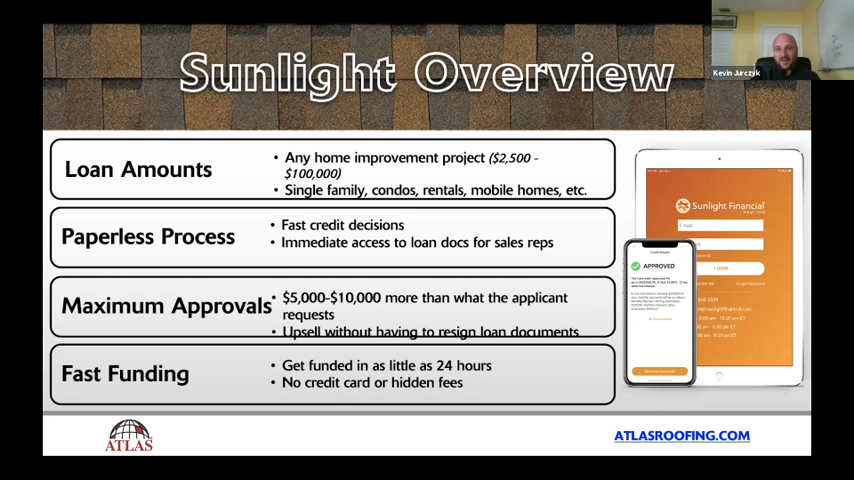 Sunlight Overview
Kevin Jurczyk
Loan Amounts
• Any home improvement project ($2,500 -
$100,000)
• Single family, condos, rentals, mobile homes, etc.
Paperless Process
• Fast credit decisions
• Immediate access to loan docs for sales reps
Maximum Approvals
• $5,000-$10,000 more than what the applicant
requests
• Upsell without having to resign loan documents
Fast Funding
• Get funded in as little as 24 hours
• No credit card or hidden fees
Sunlight Financial
E-mail
LOGIN
APPROVED
ATLAS
ATLASROOFING.COM